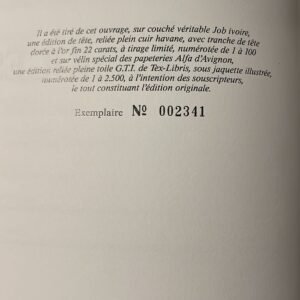 Il a été tiré de cet ouvrage, sur couché véritable Job ivoire,
une édition de tête, reliée plein cuir havane, avec tranche de tête
dorée à l'or fin 22 carats, à tirage limité, numérotée de 1 à 100
et sur vélin spécial des papeteries Alfa d'Avignon,
une édition reliée pleine toile G.T.I. de Tex-Libris, sous jaquette illustrée,
numérotée de 1 à 2.500, à l'intention des souscripteurs,
le tout constituant l'édition originale.
Exemplaire Nº 002341